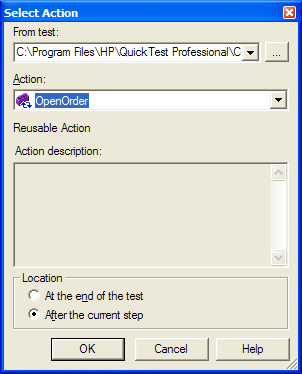 Select Action
From test:
C:\Program Files\HP\QuickTest Professional\C
...
Action:
OpenOrder
Reusable Action
Action description:
Location
At the end of the test
After the current step
OK Cancel Help